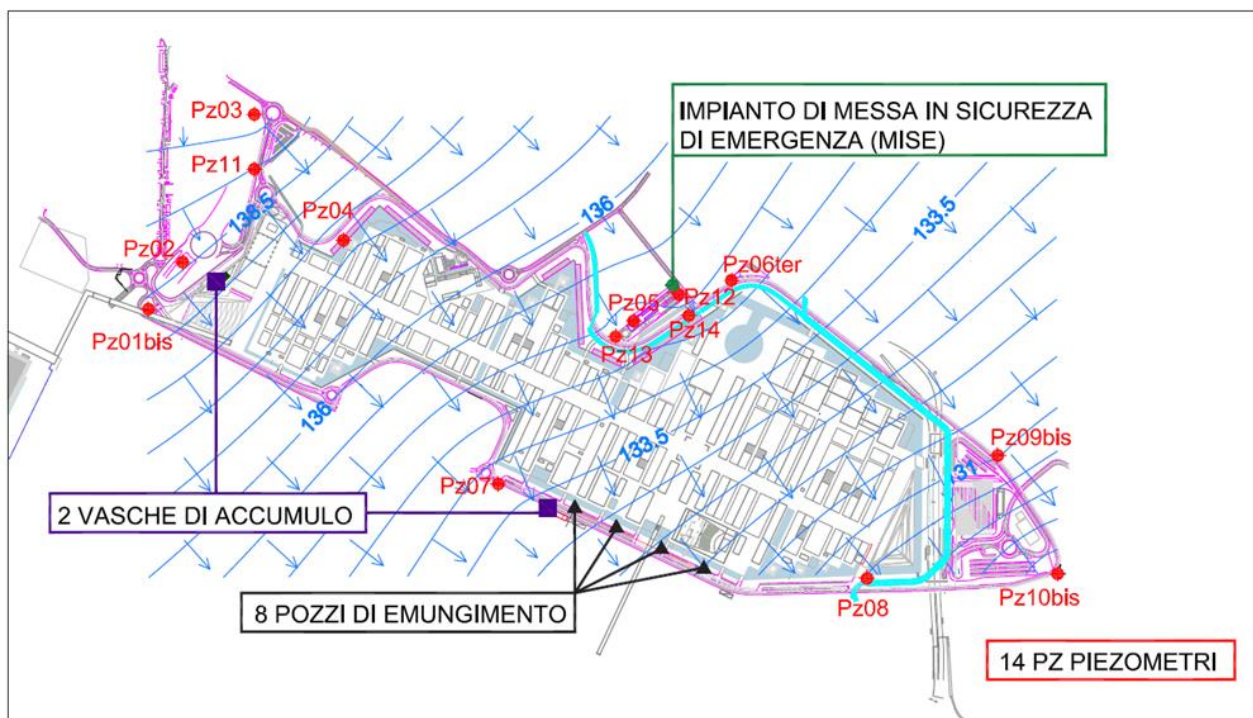 Pz03
IMPIANTO DI MESSA IN SICUREZZA
DI EMERGENZA (MISE)
Pz11
136
133.5
136.5
Pz04
Pz02
Pz06ter
Pz05
Pz12
Pz14
Pz01bis
Pz13
136
133.5
Pz09bis
131
Pz07
2 VASCHE DI ACCUMULO
8 POZZI DI EMUNGIMENTO
Pz08
Pz10bis
14 PZ PIEZOMETRI